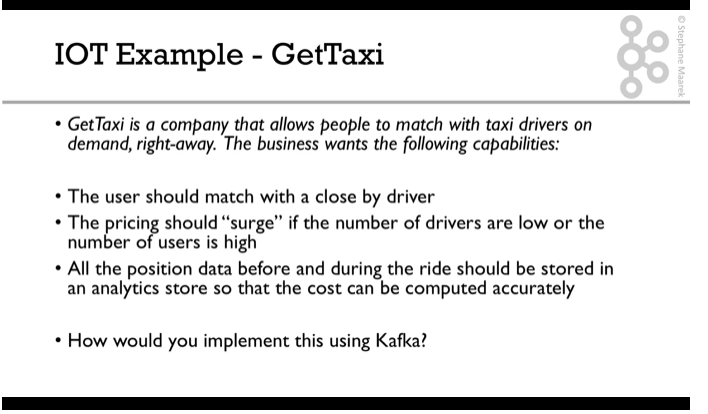 IOT Example - GetTaxi
© Stephane Maarek
• GetTaxi is a company that allows people to match with taxi drivers on
demand, right-away. The business wants the following capabilities:
• The user should match with a close by driver
• The pricing should “surge” if the number of drivers are low or the
number of users is high
• All the position data before and during the ride should be stored in
an analytics store so that the cost can be computed accurately
• How would you implement this using Kafka?